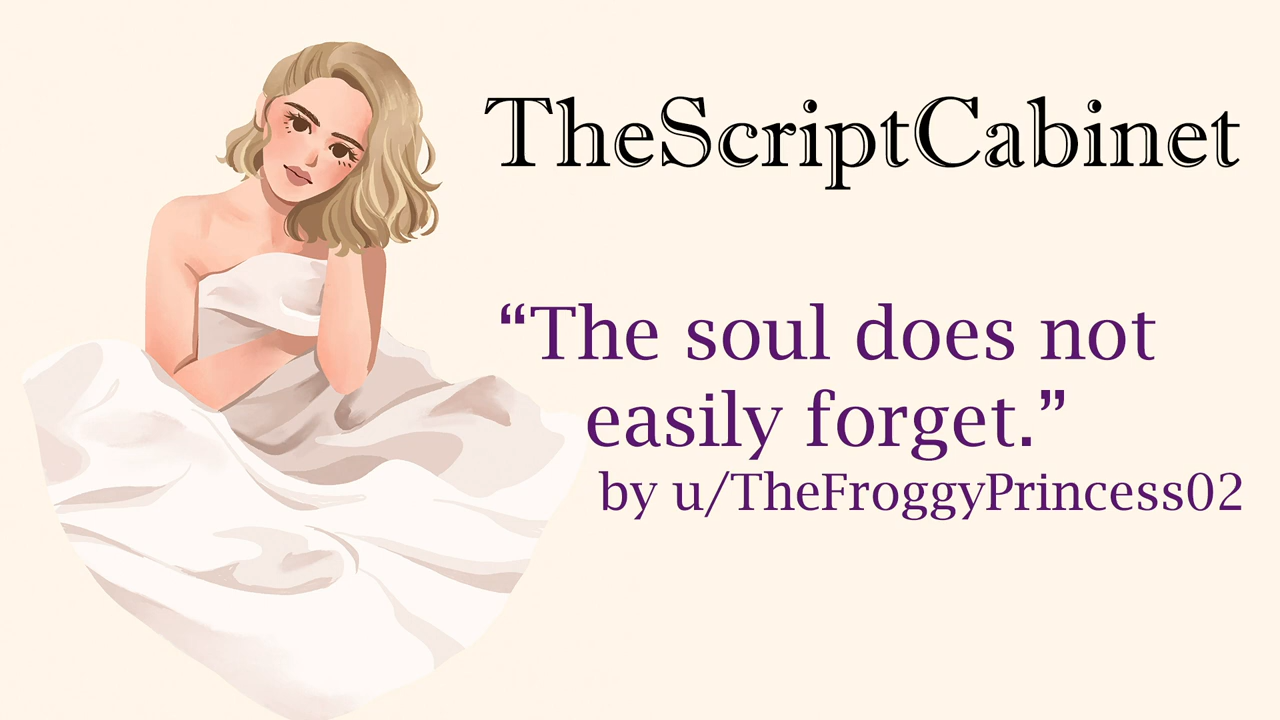 TheScriptCabinet
“The soul does not
easily forget.”
by u/TheFroggyPrincess02